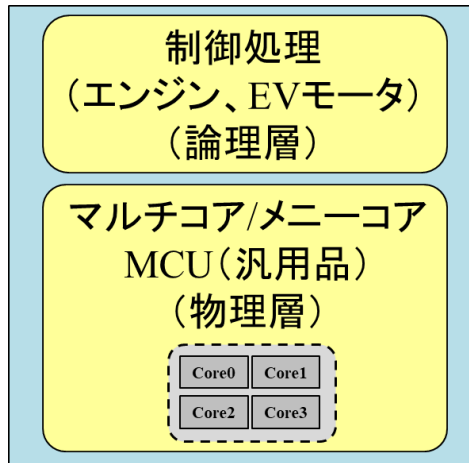 制御処理
(エンジン、EVモータ)
(論理層)
マルチコア/メニーコア
MCU(汎用品)
(物理層)
Core0 Core1
Core2 Core3